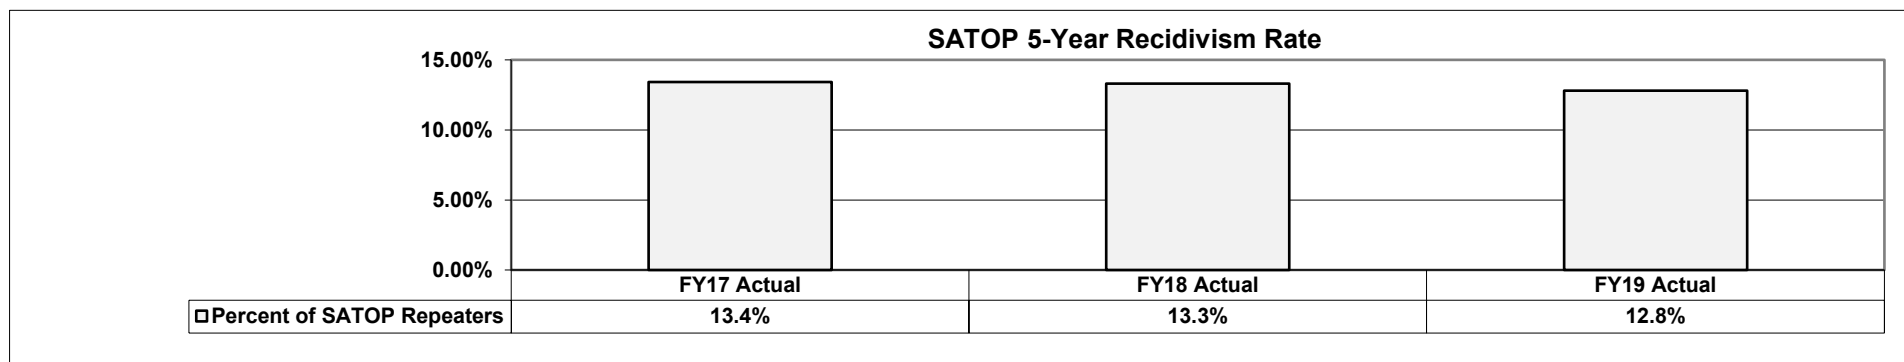 SATOP 5-Year Recidivism Rate
15.00%
10.00%
5.00%
0.00%
FY17 Actual FY18 Actual FY19 Actual
Percent of SATOP Repeaters 13.4% 13.3% 12.8%